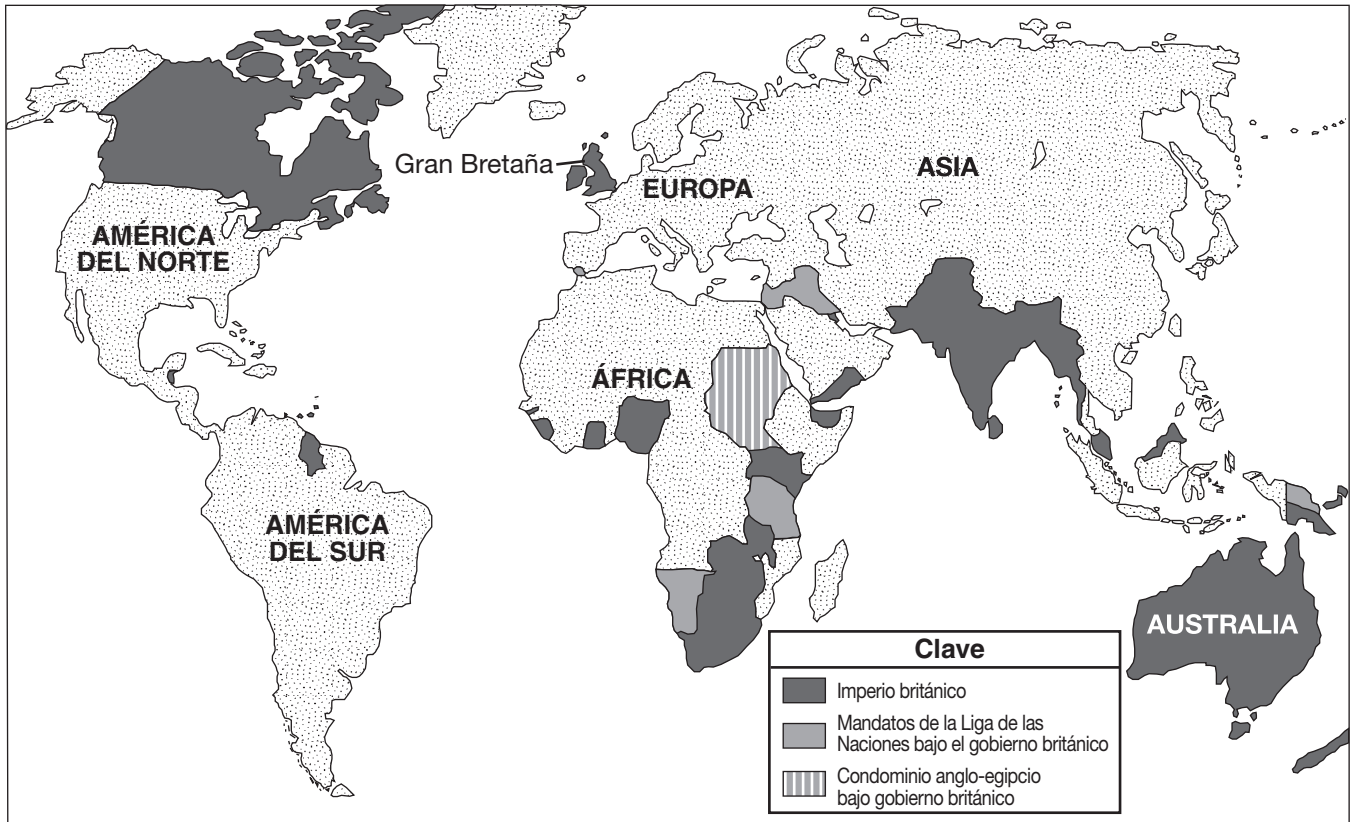 Gran Bretaña
EUROPA
ASIA
AMÉRICA
DEL NORTE
ÁFRICA
AMÉRICA
DEL SUR
AUSTRALIA
Clave
Imperio británico
Mandatos de la Liga de las
Naciones bajo el gobierno británico
Condominio anglo-egipcio
bajo gobierno británico